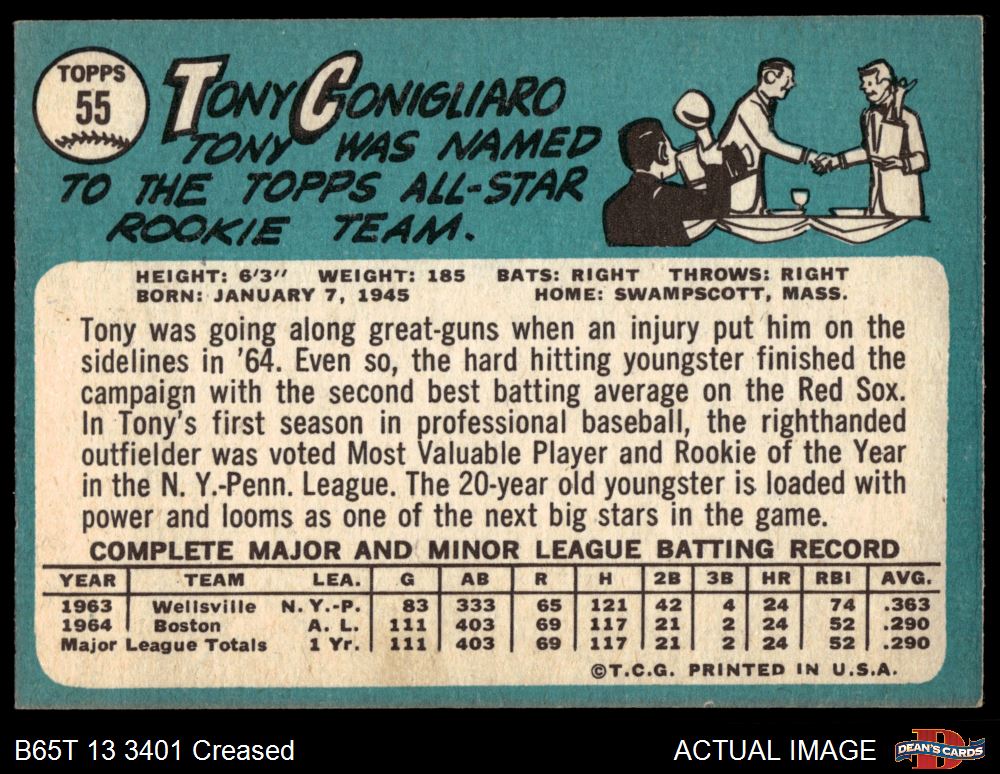 TOPPS
55
TONY CONIGLIARO
TONY WAS NAMED
TO THE TOPPS ALL-STAR
ROOKIE TEAM.
HEIGHT: 6'3" WEIGHT: 185 BATS: RIGHT THROWS: RIGHT
BORN: JANUARY 7, 1945 HOME: SWAMPSCOTT, MASS.
Tony was going along great-guns when an injury put him on the
sidelines in '64. Even so, the hard hitting youngster finished the
campaign with the second best batting average on the Red Sox.
In Tony's first season in professional baseball, the righthanded
outfielder was voted Most Valuable Player and Rookie of the Year
in the N. Y.-Penn. League. The 20-year old youngster is loaded with
power and looms as one of the next big stars in the game.
COMPLETE MAJOR AND MINOR LEAGUE BATTING RECORD
YEAR TEAM LEA. G AB R H 2B 3B HR RBI AVG.
1963 Wellsville N.Y.-P. 83 333 65 121 42 4 24 74 .363
1964 Boston A. L. 111 403 69 117 21 2 24 52 .290
Major League Totals 1 Yr. 111 403 69 117 21 2 24 52 .290
©T.C.G. PRINTED IN U.S.A.
B65T 13 3401 Creased ACTUAL IMAGE DEAN'S CARDS